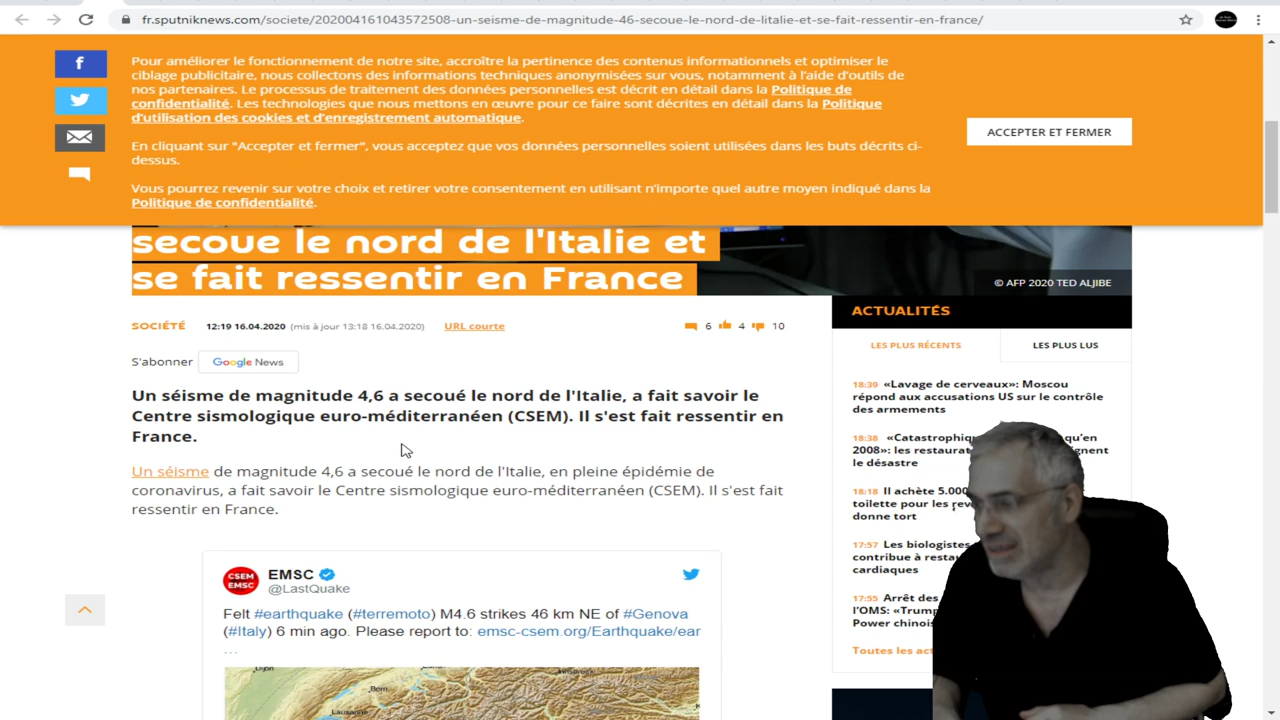 fr.sputniknews.com/societe/202004161043572508-un-seisme-de-magnitude-46-secoue-le-nord-de-litalie-et-se-fait-ressentir-en-france/
Pour améliorer le fonctionnement de notre site, accroître la pertinence des contenus informationnels et optimiser le
ciblage publicitaire, nous collectons des informations techniques anonymisées sur vous, notamment à l'aide d'outils de
nos partenaires. Le processus de traitement des données personnelles est décrit en détail dans la Politique de
confidentialité. Les technologies que nous mettons en œuvre pour ce faire sont décrites en détail dans la Politique
d'utilisation des cookies et d'enregistrement automatique.
En cliquant sur "Accepter et fermer", vous acceptez que vos données personnelles soient utilisées dans les buts décrits ci-
dessus.
Vous pourrez revenir sur votre choix et retirer votre consentement en utilisant n'importe quel autre moyen indiqué dans la
Politique de confidentialité.
ACCEPTER ET FERMER
secoue le nord de l'Italie et
se fait ressentir en France
© AFP 2020 TED ALJIBE
SOCIÉTÉ 12:19 16.04.2020 (mis à jour 13:18 16.04.2020) URL courte 6 4 10
S'abonner Google News
Un séisme de magnitude 4,6 a secoué le nord de l'Italie, a fait savoir le
Centre sismologique euro-méditerranéen (CSEM). Il s'est fait ressentir en
France.
Un séisme de magnitude 4,6 a secoué le nord de l'Italie, en pleine épidémie de
coronavirus, a fait savoir le Centre sismologique euro-méditerranéen (CSEM). Il s'est fait
ressentir en France.
CSEM
EMSC
EMSC
@LastQuake
Felt #earthquake (#terremoto) M4.6 strikes 46 km NE of #Genova
(#Italy) 6 min ago. Please report to: emsc-csem.org/Earthquake/ear
...
Dijon
Bern
Lausanne
Innsbruck
ACTUALITÉS
LES PLUS RÉCENTS LES PLUS LUS
18:39 «Lavage de cerveaux»: Moscou
répond aux accusations US sur le contrôle
des armements
18:38 «Catastrophiq qu'en
2008»: les restaurat gnent
le désastre
18:18 Il achète 5.000
toilette pour les rev
donne tort
17:57 Les biologistes
contribue à resta
cardiaques
17:55 Arrêt des
l'OMS: «Trump
Power chinois
Toutes les act